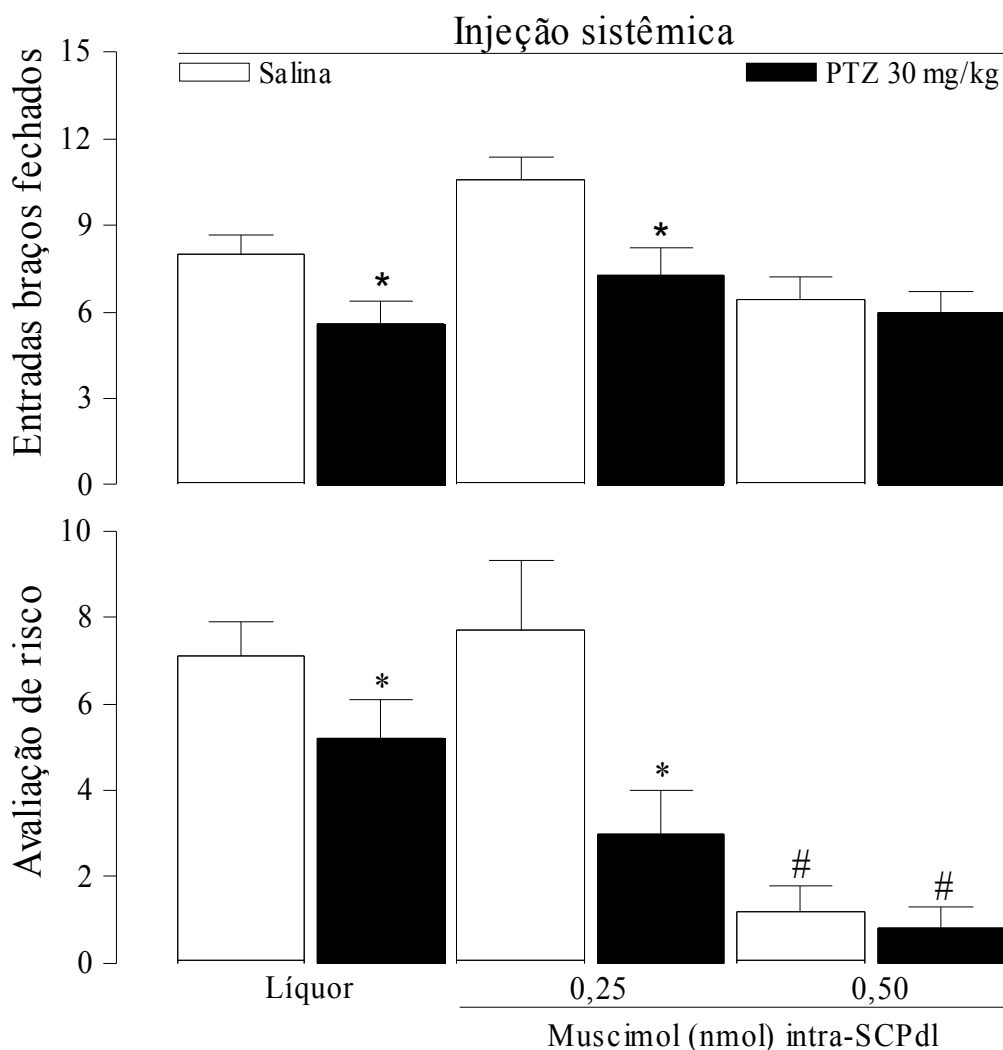 Injeção sistêmica
Salina
PTZ 30 mg/kg
Entradas braços fechados
15
12
9
6
3
0
*
*
Avaliação de risco
10
8
6
4
2
0
*
*
#
#
Líquor
0,25
0,50
Muscimol (nmol) intra-SCPdl